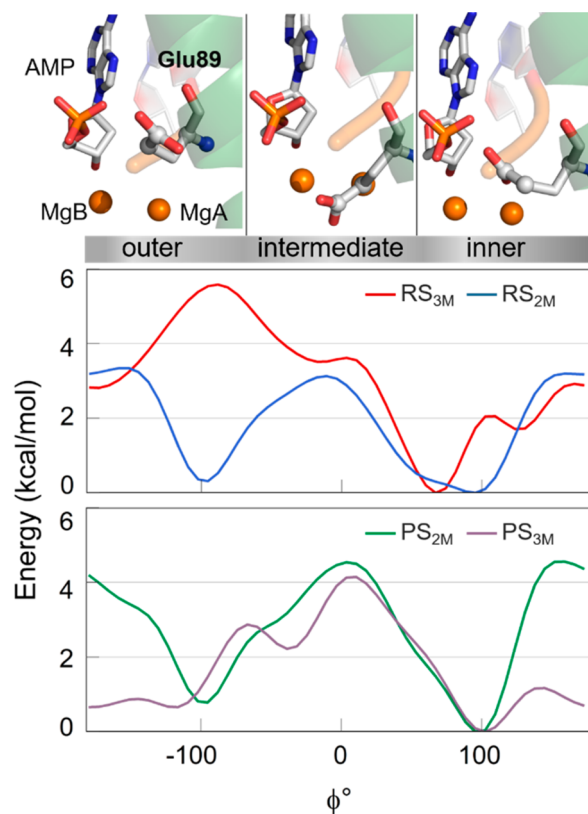 AMP
Glu89
MgB
MgA
outer
intermediate
inner
6
RS3M
RS2M
4
2
0
Energy (kcal/mol)
6
PS2M
PS3M
4
2
0
-100
0
100
ϕ°